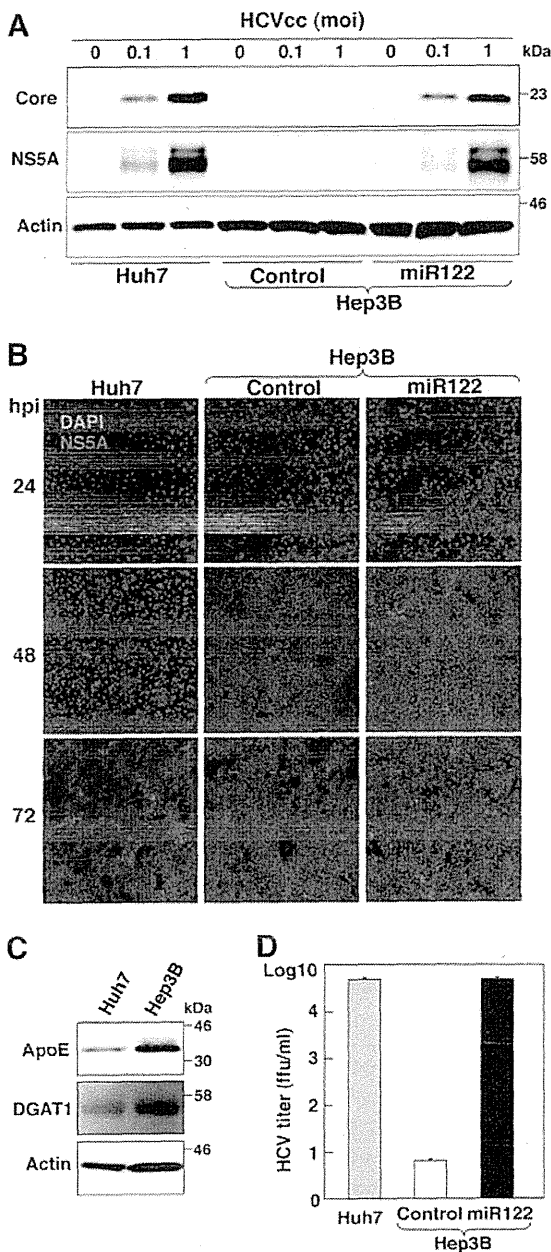 A
HCVcc (moi)
0 0.1 1 0 0.1 1 0 0.1 1 kDa
Core
23
NS5A
58
46
Actin
Huh7 Control miR122
Hep3B
B
Hep3B
Huh7 Control miR122
hpi
DAPI
NS5A
24
48
72
C
Huh7 Hep3B
kDa
46
ApoE
30
58
DGAT1
46
Actin
D
Log10
4
3
2
1
0
HCV titer (ffu/ml)
Huh7 Control miR122
Hep3B